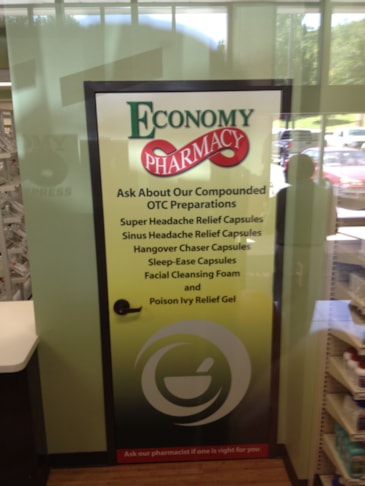 ECONOMY
PHARMACY
Ask About Our Compounded
OTC Preparations
Super Headache Relief Capsules
Sinus Headache Relief Capsules
Hangover Chaser Capsules
Sleep-Ease Capsules
Facial Cleansing Foam
and
Poison Ivy Relief Gel
Ask our pharmacist if one is right for you